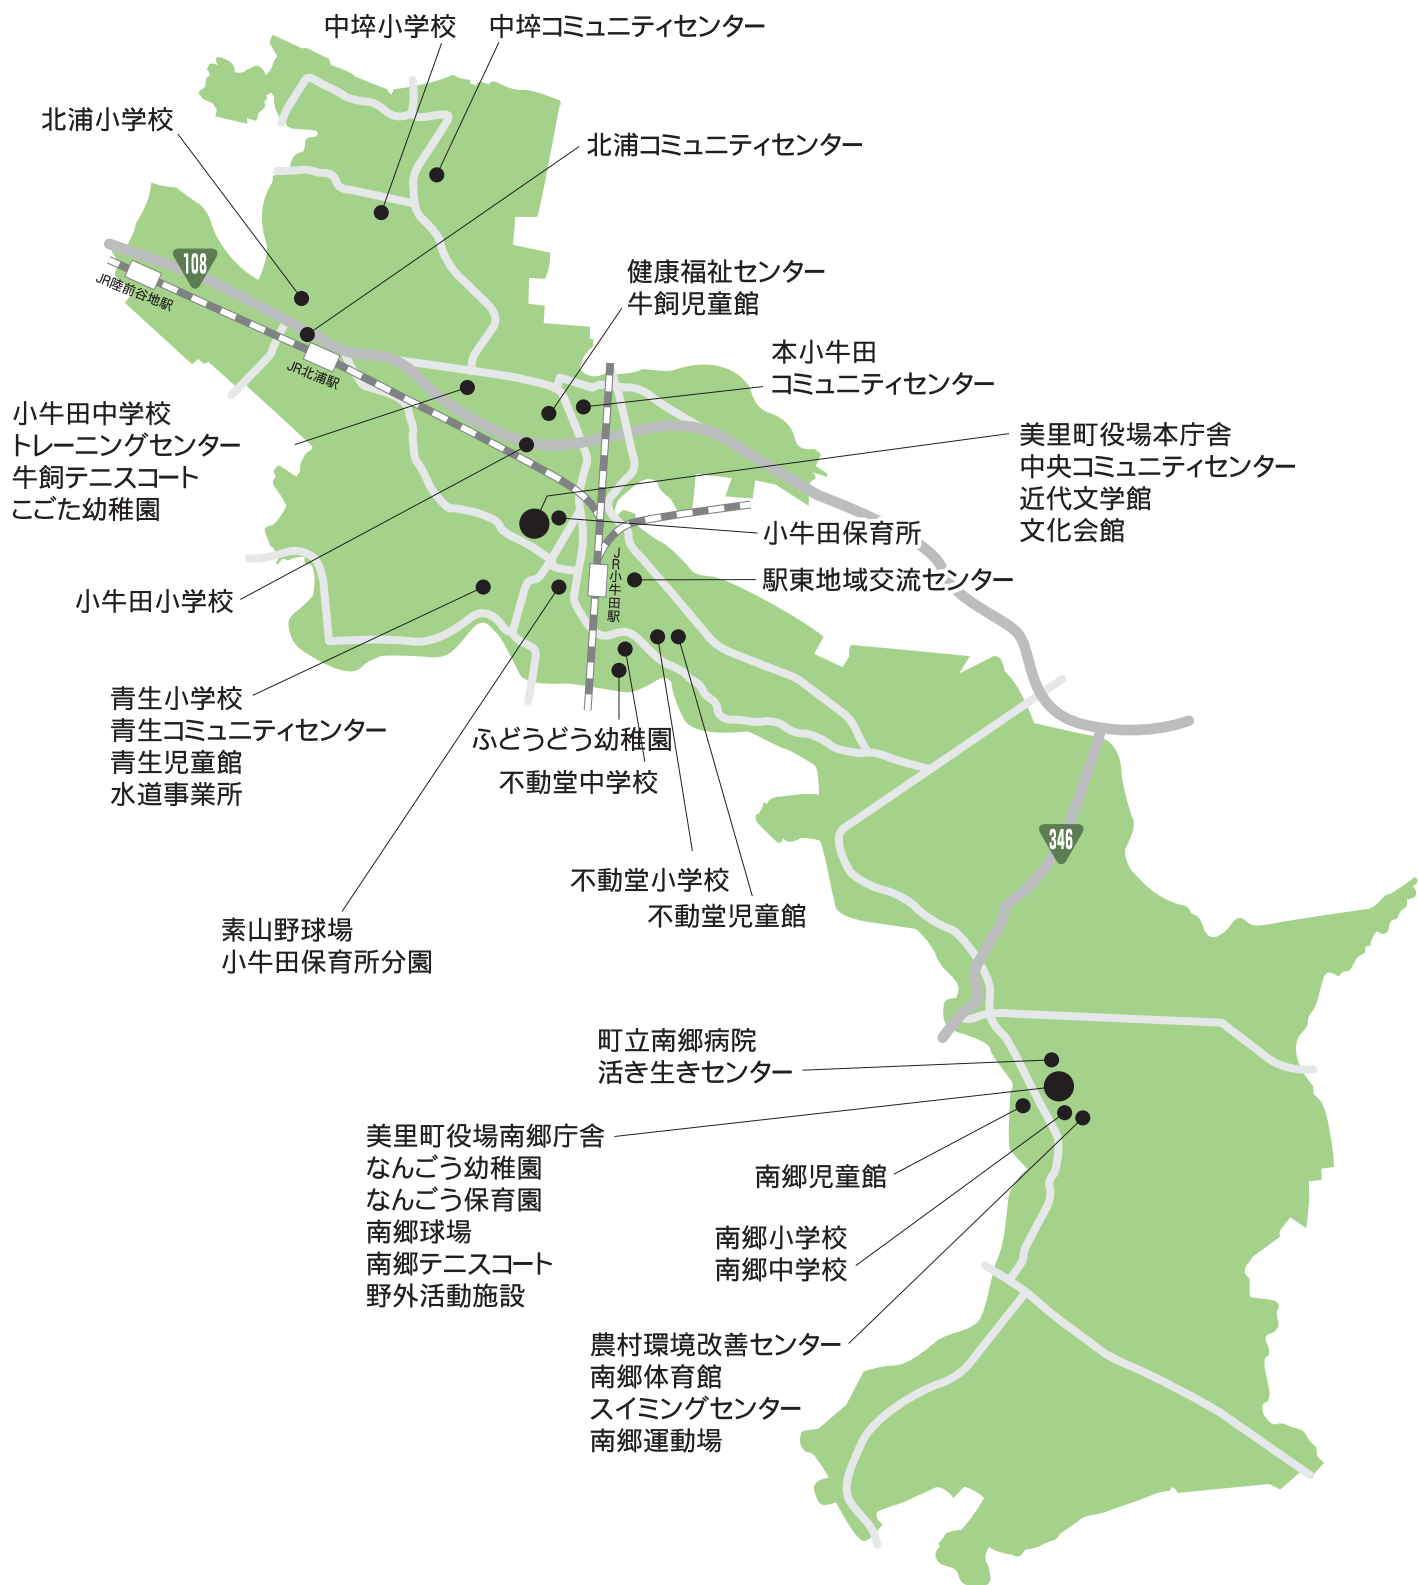 中埣小学校
中埣コミュニティセンター
北浦小学校
北浦コミュニティセンター
108
JR陸前谷地駅
健康福祉センター
牛飼児童館
本小牛田
コミュニティセンター
JR北浦駅
小牛田中学校
トレーニングセンター
牛飼テニスコート
こごた幼稚園
美里町役場本庁舎
中央コミュニティセンター
近代文学館
文化会館
小牛田保育所
JR小牛田駅
駅東地域交流センター
小牛田小学校
青生小学校
青生コミュニティセンター
青生児童館
水道事業所
ふどうどう幼稚園
不動堂中学校
346
不動堂小学校
不動堂児童館
素山野球場
小牛田保育所分園
町立南郷病院
活き生きセンター
美里町役場南郷庁舎
なんごう幼稚園
なんごう保育園
南郷球場
南郷テニスコート
野外活動施設
南郷児童館
南郷小学校
南郷中学校
農村環境改善センター
南郷体育館
スイミングセンター
南郷運動場